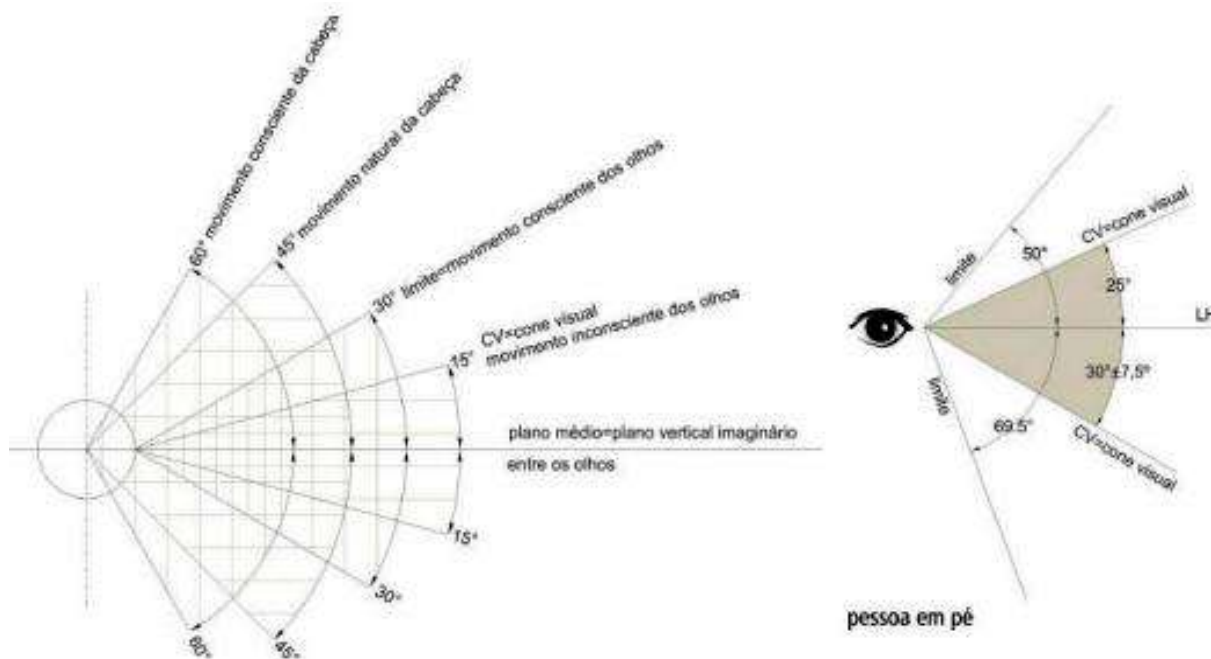 60° movimento consciente da cabeça
45° movimento natural da cabeça
30° limite=movimento consciente dos olhos
15° CV=cone visual
movimento inconsciente dos olhos
plano médio=plano vertical imaginário
entre os olhos
15°
30°
45°
60°
limite
50°
CV=cone visual
25°
LH
30°±7,5°
limite
69.5°
CV=cone visual
pessoa em pé